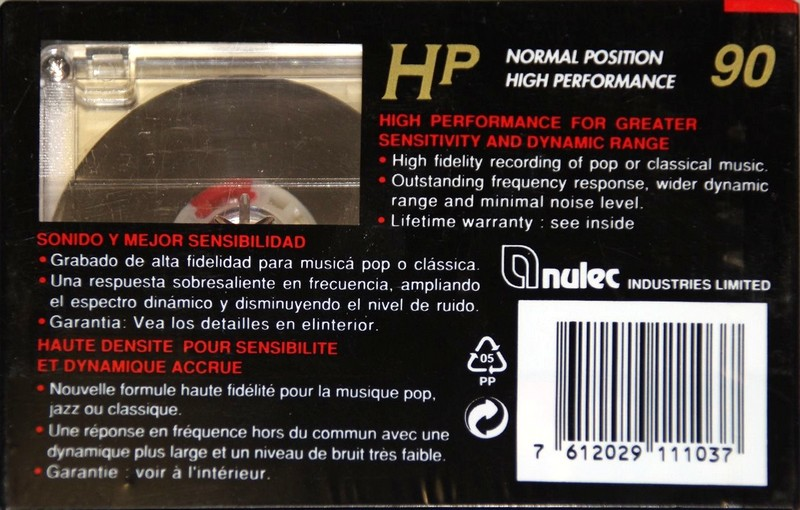 HP
NORMAL POSITION
HIGH PERFORMANCE
90
HIGH PERFORMANCE FOR GREATER
SENSITIVITY AND DYNAMIC RANGE
• High fidelity recording of pop or classical music.
• Outstanding frequency response, wider dynamic
range and minimal noise level.
• Lifetime warranty : see inside
SONIDO Y MEJOR SENSIBILIDAD
• Grabado de alta fidelidad para musicá pop o clássica.
• Una respuesta sobresaliente en frecuencia, ampliando
el espectro dinámico y disminuyendo el nivel de ruido.
• Garantia: Vea los detailles en elinterior.
HAUTE DENSITE POUR SENSIBILITE
ET DYNAMIQUE ACCRUE
• Nouvelle formule haute fidélité pour la musique pop,
jazz ou classique.
• Une réponse en fréquence hors du commun avec une
dynamique plus large et un niveau de bruit très faible.
• Garantie : voir à l'intérieur.
nulec INDUSTRIES LIMITED
05
PP
7 612029 111037